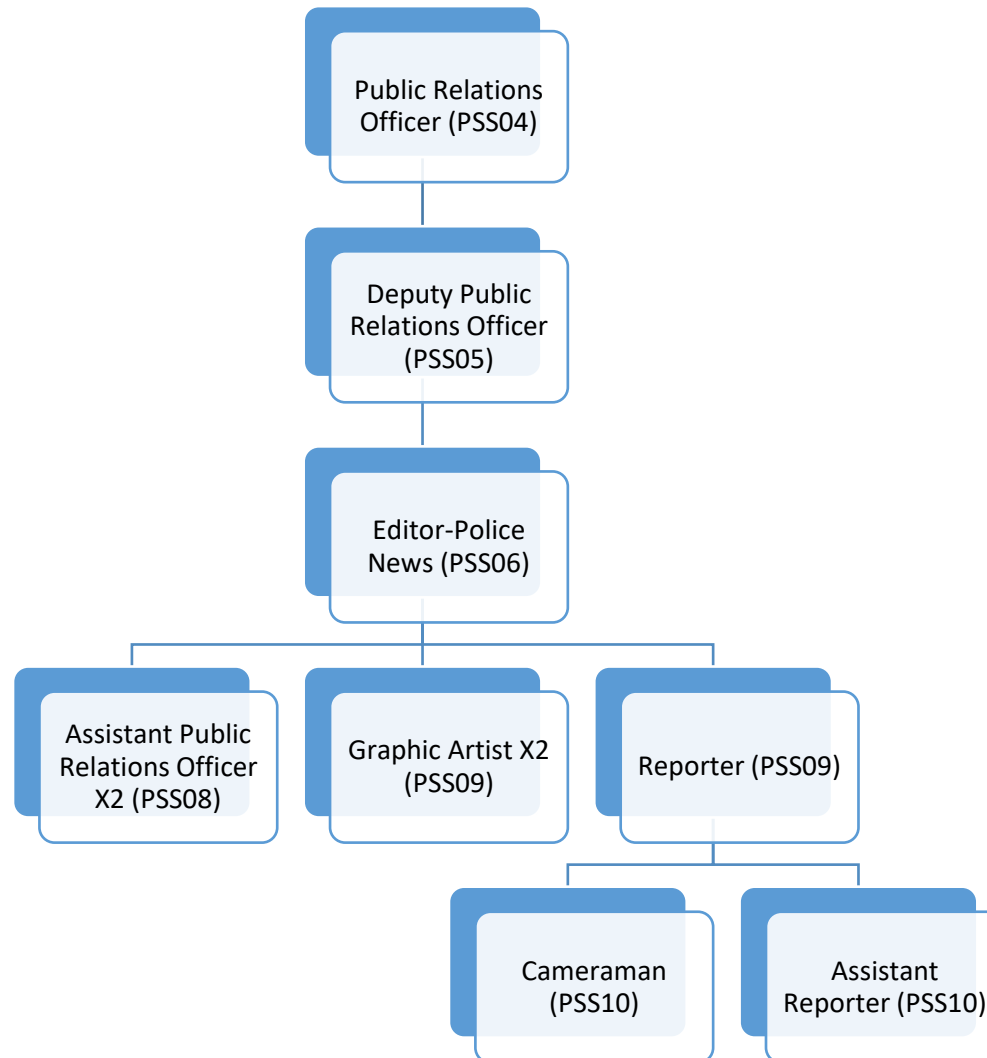 Public Relations
Officer (PSS04)
Deputy Public
Relations Officer
(PSS05)
Editor-Police
News (PSS06)
Assistant Public
Relations Officer
X2 (PSS08)
Graphic Artist X2
(PSS09)
Reporter (PSS09)
Cameraman
(PSS10)
Assistant
Reporter (PSS10)